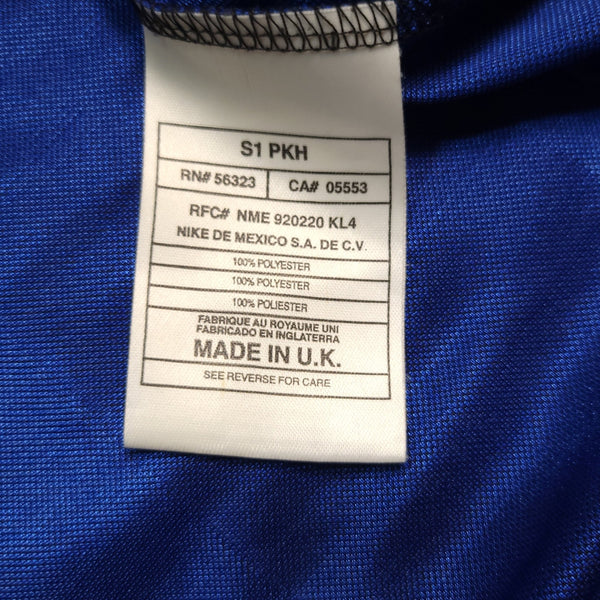 S1 PKH
RN# 56323 CA# 05553
RFC# NME 920220 KL4
NIKE DE MEXICO S.A. DE C.V.
100% POLYESTER
100% POLYESTER
100% POLIESTER
FABRIQUE AU ROYAUME UNI
FABRICADO EN INGLATERRA
MADE IN U.K.
SEE REVERSE FOR CARE